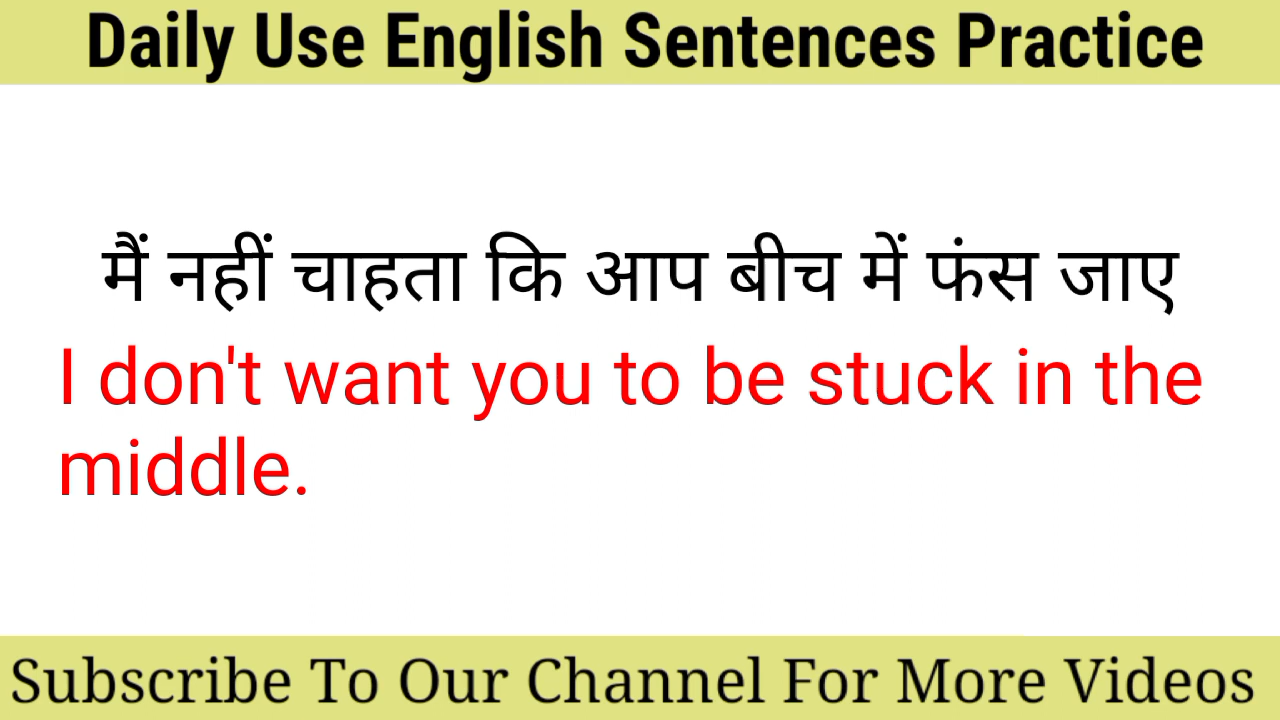 Daily Use English Sentences Practice
मैं नहीं चाहता कि आप बीच में फंस जाए
I don't want you to be stuck in the
middle.
Subscribe To Our Channel For More Videos